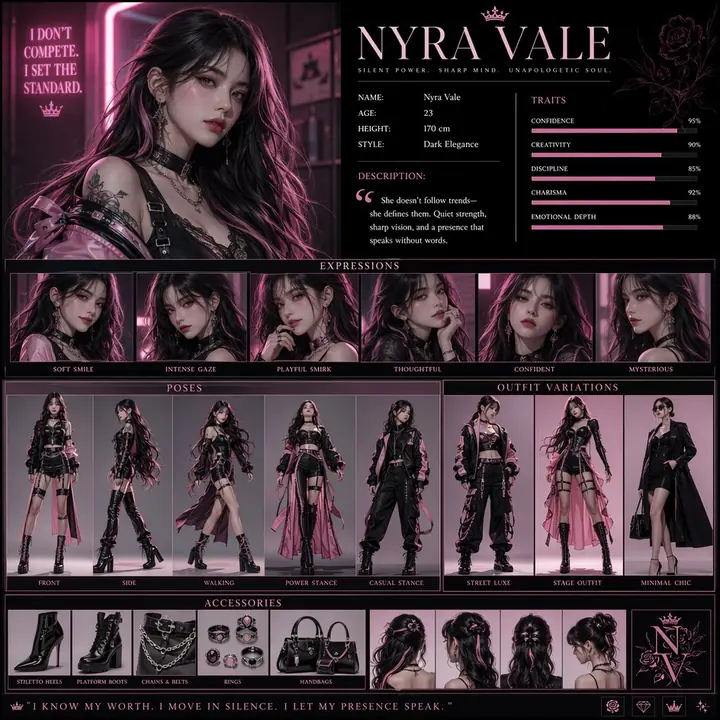 I DON'T
COMPETE.
I SET THE
STANDARD.
NYRA VALE
SILENT POWER. SHARP MIND. UNAPOLOGETIC SOUL.
NAME: Nyra Vale
AGE: 23
HEIGHT: 170 cm
STYLE: Dark Elegance
DESCRIPTION:
“ She doesn't follow trends—
she defines them. Quiet strength,
sharp vision, and a presence that
speaks without words.
TRAITS
CONFIDENCE 95%
CREATIVITY 90%
DISCIPLINE 85%
CHARISMA 92%
EMOTIONAL DEPTH 88%
EXPRESSIONS
SOFT SMILE
INTENSE GAZE
PLAYFUL SMIRK
THOUGHTFUL
CONFIDENT
MYSTERIOUS
POSES
FRONT
SIDE
WALKING
POWER STANCE
CASUAL STANCE
OUTFIT VARIATIONS
STREET LUXE
STAGE OUTFIT
MINIMAL CHIC
ACCESSORIES
STILETTO HEELS
PLATFORM BOOTS
CHAINS & BELTS
RINGS
HANDBAGS
NV
"I KNOW MY WORTH. I MOVE IN SILENCE. I LET MY PRESENCE SPEAK."